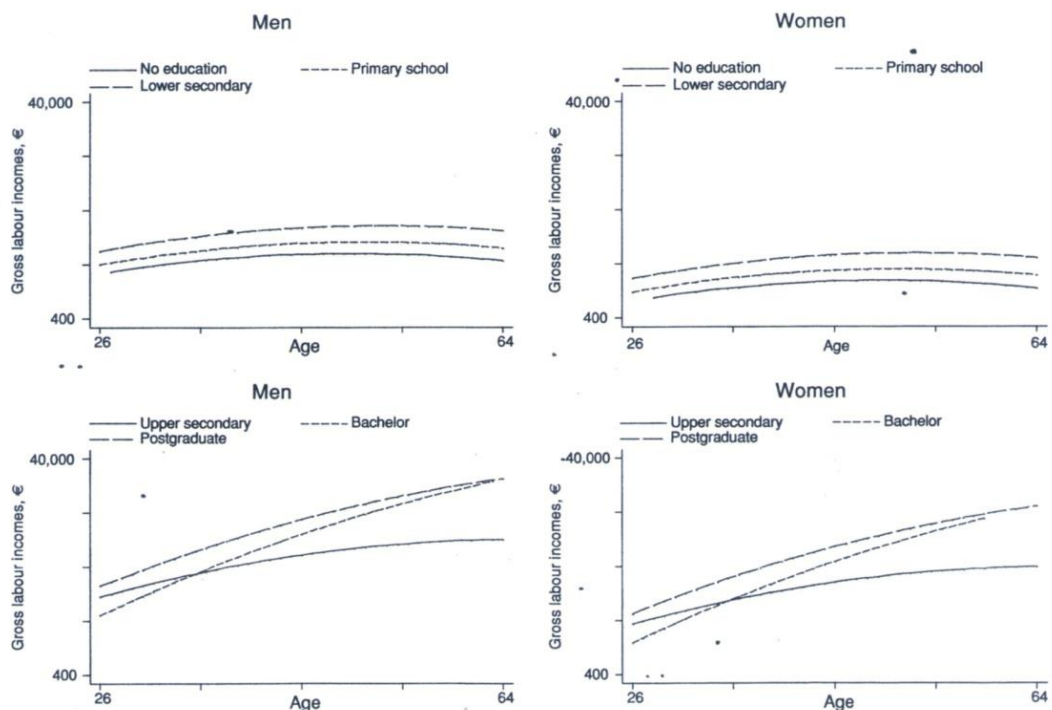 Men
No education Primary school
Lower secondary
40,000
Gross labour incomes, €
400
26 Age 64
Women
No education Primary school
Lower secondary
40,000
Gross labour incomes, €
400
26 Age 64
Men
Upper secondary Bachelor
Postgraduate
40,000
Gross labour incomes, €
400
26 Age 64
Women
Upper secondary Bachelor
Postgraduate
-40,000
Gross labour incomes, €
400
26 Age 64